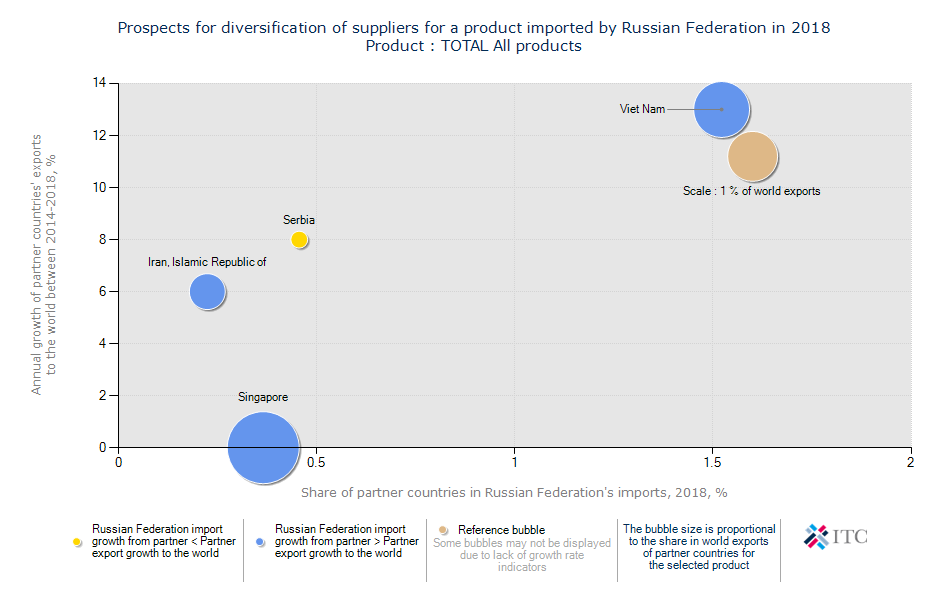 Prospects for diversification of suppliers for a product imported by Russian Federation in 2018
Product : TOTAL All products
Annual growth of partner countries' exports
to the world between 2014-2018, %
14
12
10
8
6
4
2
0
Viet Nam
Scale : 1 % of world exports
Serbia
Iran, Islamic Republic of
Singapore
0
0.5
1
1.5
2
Share of partner countries in Russian Federation's imports, 2018, %
Russian Federation import
growth from partner < Partner
export growth to the world
Russian Federation import
growth from partner > Partner
export growth to the world
Reference bubble
Some bubbles may not be displayed
due to lack of growth rate
indicators
The bubble size is proportional
to the share in world exports
of partner countries for
the selected product
ITC